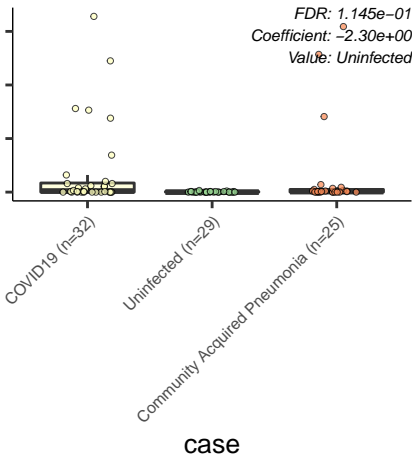 FDR: 1.145e−01
Coefficient: −2.30e+00
Value: Uninfected
COVID19 (n=32)
Uninfected (n=29)
Community Acquired Pneumonia (n=25)
case